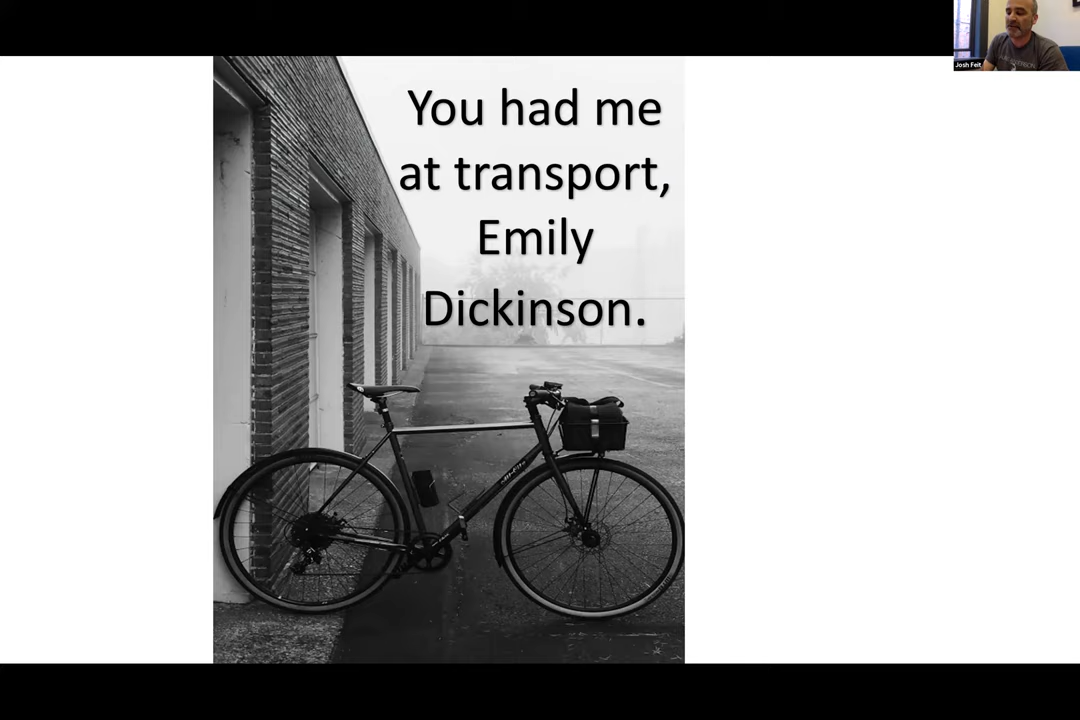 You had me
at transport,
Emily
Dickinson.
Josh Feit